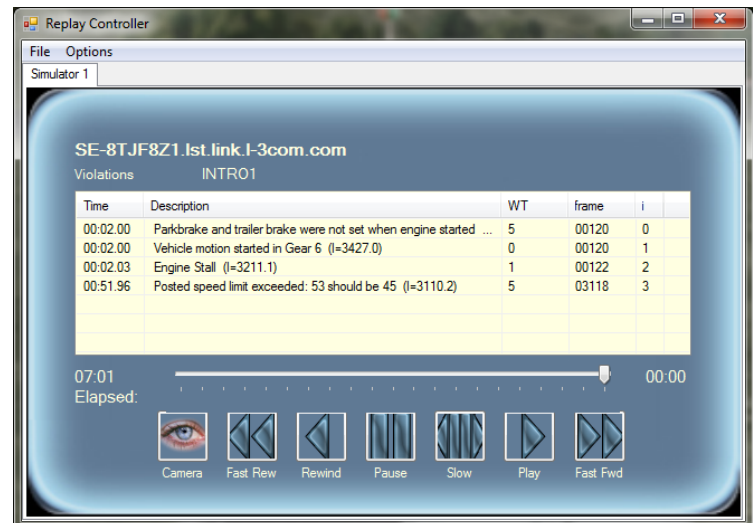 Replay Controller
File Options
Simulator 1
SE-8TJF8Z1.lst.link.l-3com.com
Violations INTRO1
Time Description WT frame i
00:02.00 Parkbrake and trailer brake were not set when engine started ... 5 00120 0
00:02.00 Vehicle motion started in Gear 6 (l=3427.0) 0 00120 1
00:02.03 Engine Stall (l=3211.1) 1 00122 2
00:51.96 Posted speed limit exceeded: 53 should be 45 (l=3110.2) 5 03118 3
07:01 00:00
Elapsed:
Camera Fast Rew Rewind Pause Slow Play Fast Fwd